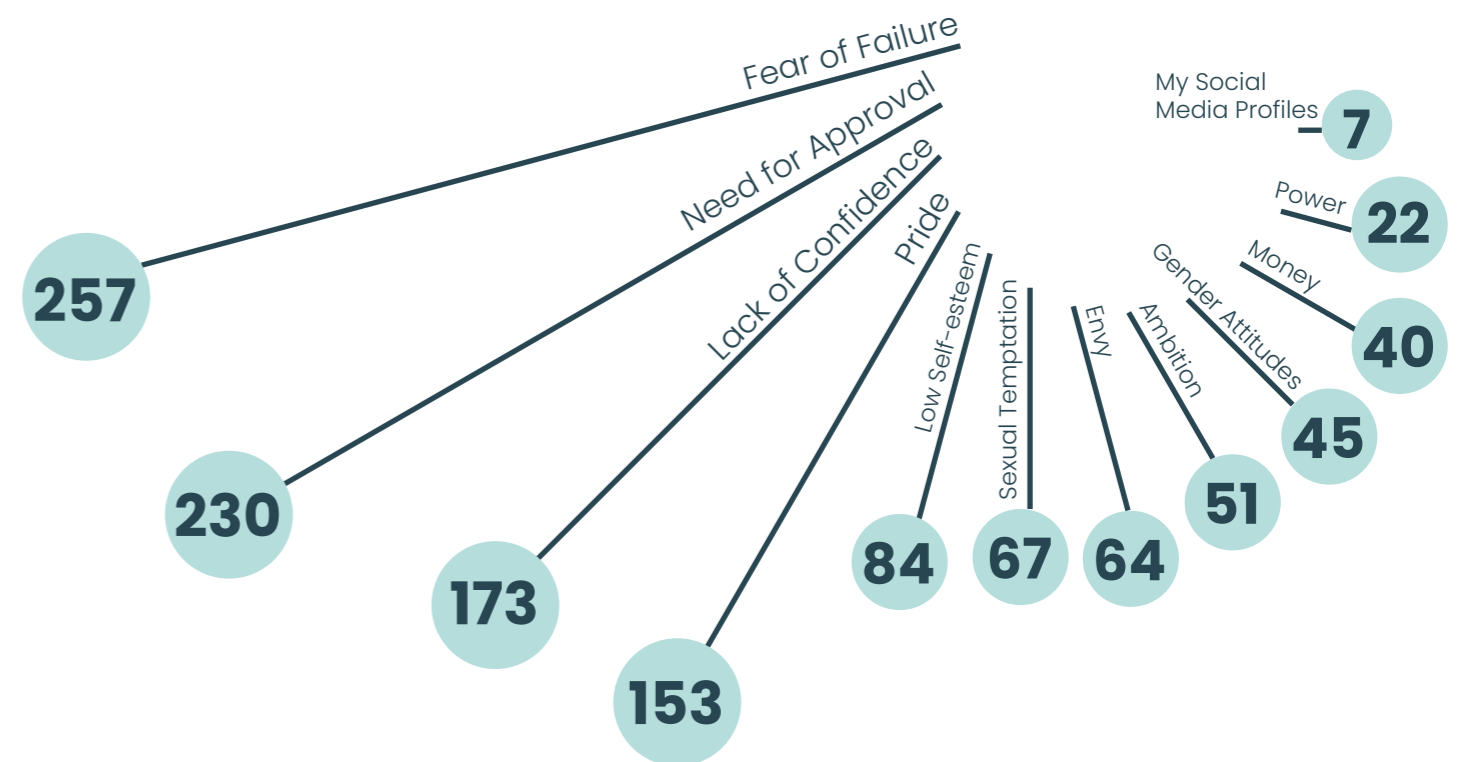 Fear of Failure
257
Need for Approval
230
Lack of Confidence
173
Pride
153
Low Self-esteem
84
Sexual Temptation
67
Envy
64
Ambition
51
Gender Attitudes
45
Money
40
Power
22
My Social
Media Profiles
7